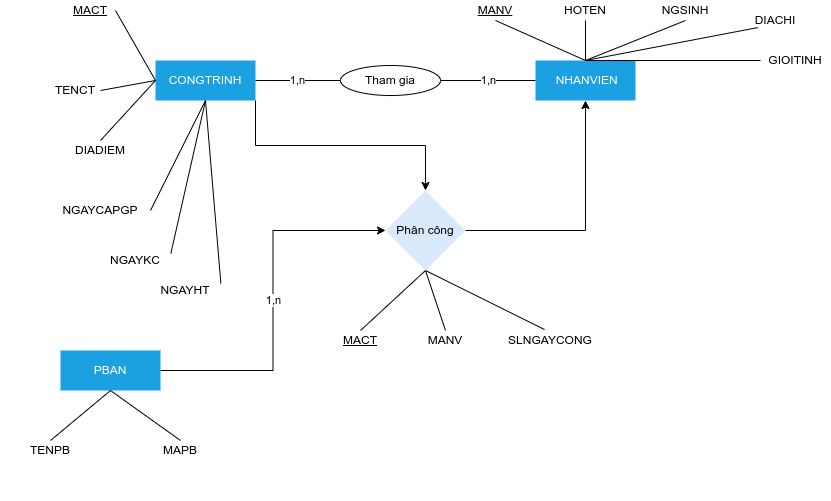 MACT
MANV
HOTEN
NGSINH
DIACHI
GIOITINH
CONGTRINH
1,n
Tham gia
1,n
NHANVIEN
TENCT
DIADIEM
NGAYCAPGP
NGAYKC
NGAYHT
Phân công
1,n
MACT
MANV
SLNGAYCONG
PBAN
TENPB
MAPB